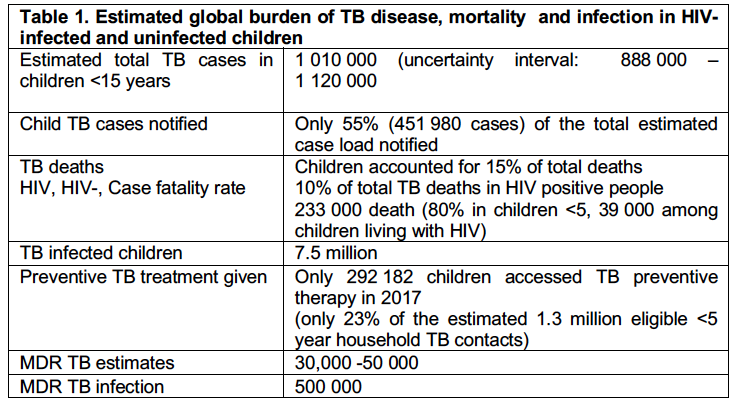 Table 1. Estimated global burden of TB disease, mortality and infection in HIV-
infected and uninfected children
Estimated total TB cases in
children <15 years
1 010 000 (uncertainty interval: 888 000 –
1 120 000
Child TB cases notified
Only 55% (451 980 cases) of the total estimated
case load notified
TB deaths
HIV, HIV-, Case fatality rate
Children accounted for 15% of total deaths
10% of total TB deaths in HIV positive people
233 000 death (80% in children <5, 39 000 among
children living with HIV)
TB infected children
7.5 million
Preventive TB treatment given
Only 292 182 children accessed TB preventive
therapy in 2017
(only 23% of the estimated 1.3 million eligible <5
year household TB contacts)
MDR TB estimates
30,000 -50 000
MDR TB infection
500 000